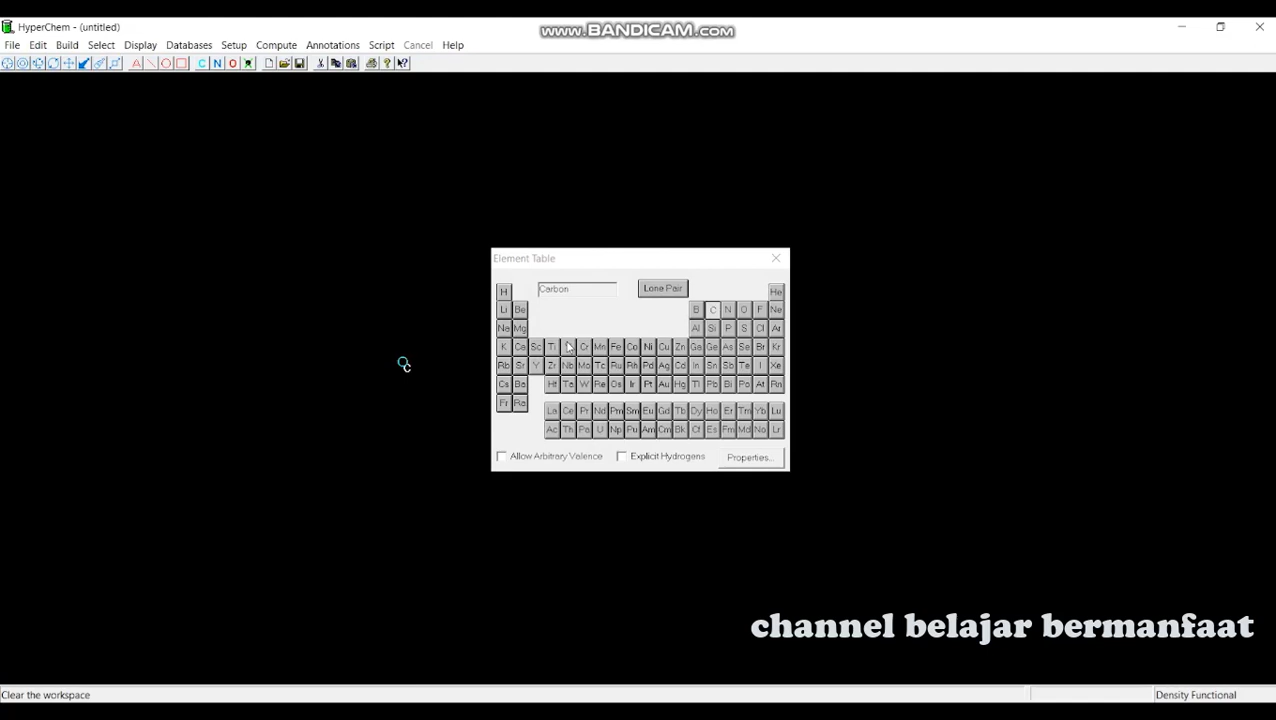 www.BANDICAM.com
HyperChem - (untitled)
File Edit Build Select Display Databases Setup Compute Annotations Script Cancel Help
C N O
Element Table
Carbon Lone Pair
H He
Li Be B C N O F Ne
Na Mg Al Si P S Cl Ar
K Ca Sc Ti Cr Mn Fe Co Ni Cu Zn Ga Ge As Se Br Kr
Rb Sr Y Zr Nb Mo Tc Ru Rh Pd Ag Cd In Sn Sb Te I Xe
Cs Ba Hf Ta W Re Os Ir Pt Au Hg Tl Pb Bi Po At Rn
Fr Ra
La Ce Pr Nd Pm Sm Eu Gd Tb Dy Ho Er Tm Yb Lu
Ac Th Pa U Np Pu Am Cm Bk Cf Es Fm Md No Lr
Allow Arbitrary Valence Explicit Hydrogens Properties...
C
channel belajar bermanfaat
Clear the workspace Density Functional